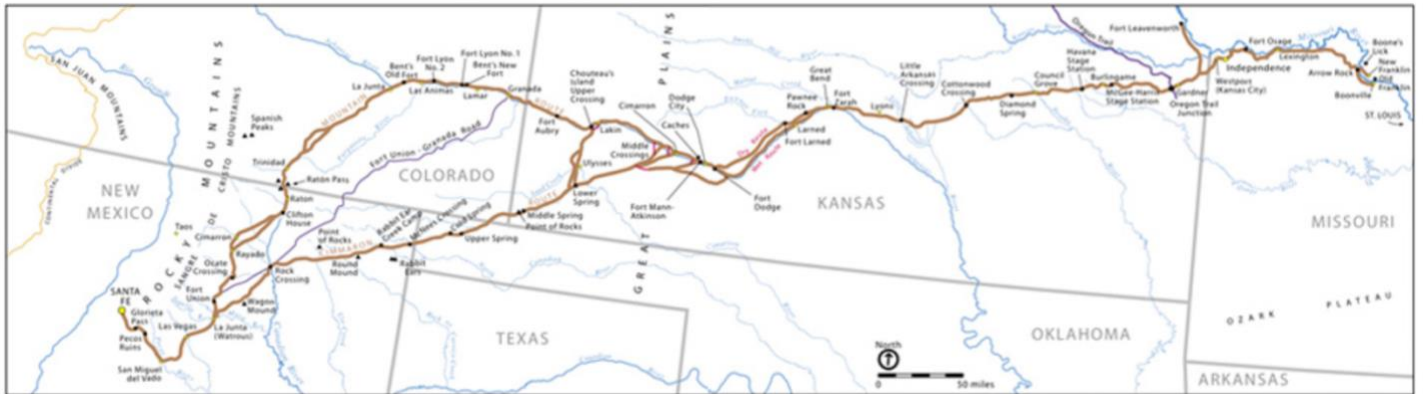 SAN JUAN MOUNTAINS
CONTINENTAL DIVIDE
NEW
MEXICO
ROCKY MOUNTAINS
SANGRE DE CRISTO MOUNTAINS
Spanish
Peaks
Trinidad
Raton Pass
Raton
Clifton
House
Taos
Cimarron
Rayado
Ocate
Crossing
Fort
Union
Rock
Crossing
Wagon
Mound
La Junta
(Watrous)
Las Vegas
SANTA
FE
Glorieta
Pass
Pecos
Ruins
San Miguel
del Vado
La Junta
MOUNTAIN
ROUTE
Bent's
Old Fort
Fort Lyon
No. 2
Las Animas
Fort Lyon No. 1
Bent's New
Fort
Lamar
Granada
Fort Union - Granada Road
COLORADO
Point
of Rocks
CIMARRON
ROUTE
Round
Mound
Rabbit Ear
Creek Camp
McNees Crossing
Cold Spring
Rabbit
Ears
Upper Spring
Middle Spring
Point of Rocks
Lower
Spring
Ulysses
Fort
Aubry
Chouteau's
Island
Upper
Crossing
Lakin
Cimarron
Middle
Crossings
Caches
Dodge
City
Fort Mann-
Atkinson
Fort
Dodge
Dry Route
Wet Route
GREAT PLAINS
Pawnee
Rock
Larned
Fort Larned
Great
Bend
Fort
Zarah
Lyons
Little
Arkansas
Crossing
Cottonwood
Crossing
Diamond
Spring
Council
Grove
Havana
Stage
Station
Burlingame
McGee-Harris
Stage Station
Oregon Trail
Gardner
Oregon Trail
Junction
Fort Leavenworth
Westport
(Kansas City)
Independence
Fort Osage
Lexington
Arrow Rock
Boone's
Lick
New
Franklin
Old
Franklin
Boonville
ST. LOUIS
KANSAS
MISSOURI
OZARK PLATEAU
TEXAS
OKLAHOMA
ARKANSAS
North
0 50 miles